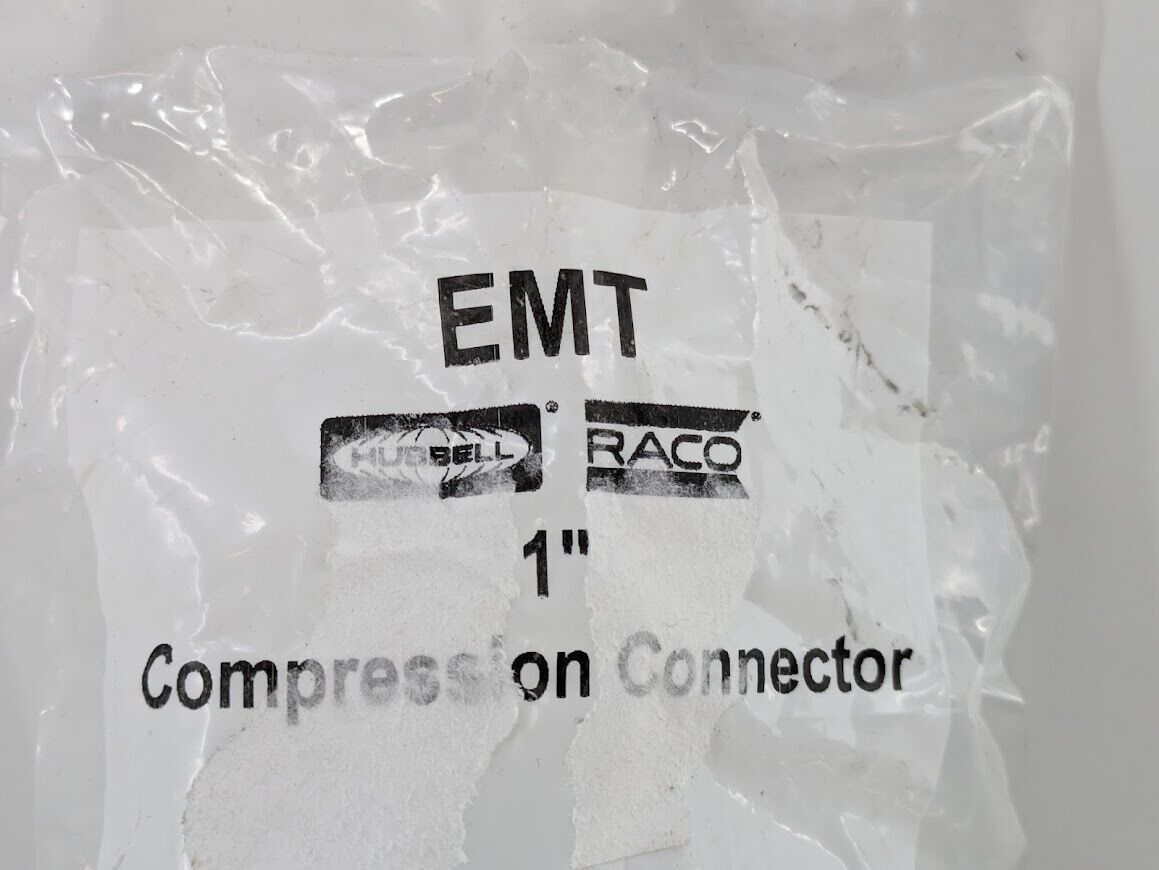 EMT
HUBBELL® RACO®
1"
Compression Connector